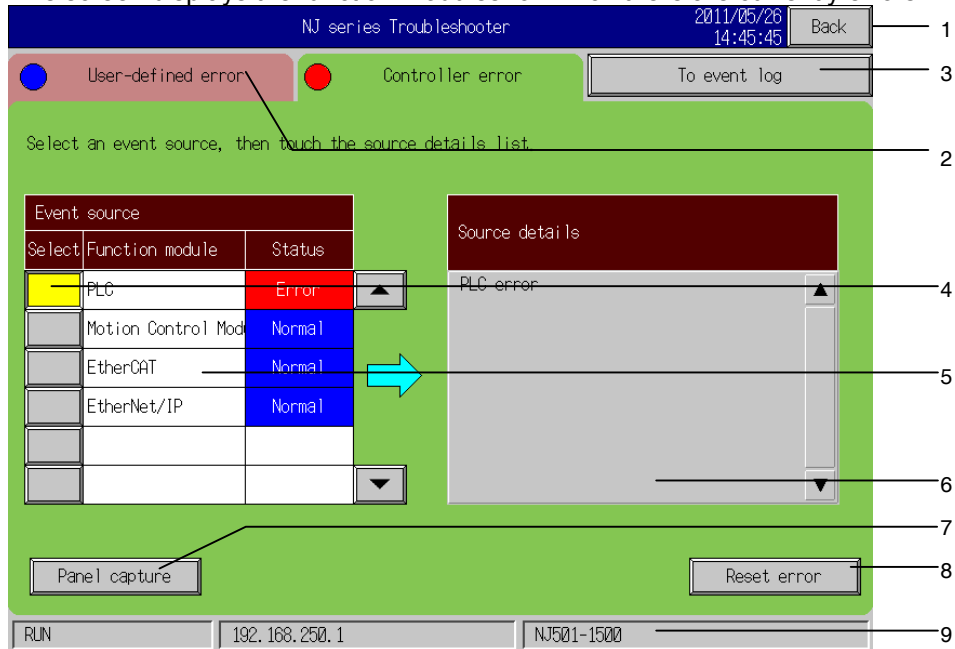 NJ series Troubleshooter
2011/05/26
14:45:45
Back
1
User-defined error
Controller error
To event log
3
Select an event source, then touch the source details list.
2
Event source
Select Function module Status
Source details
PLC Error
PLC error
4
Motion Control Modu Normal
EtherCAT Normal
5
EtherNet/IP Normal
6
7
Panel capture
Reset error
8
RUN
192.168.250.1
NJ501-1500
9